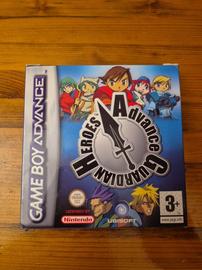 GAME BOY ADVANCE
Advance
GUARDIAN
HEROES
Nintendo
UBISOFT
3+